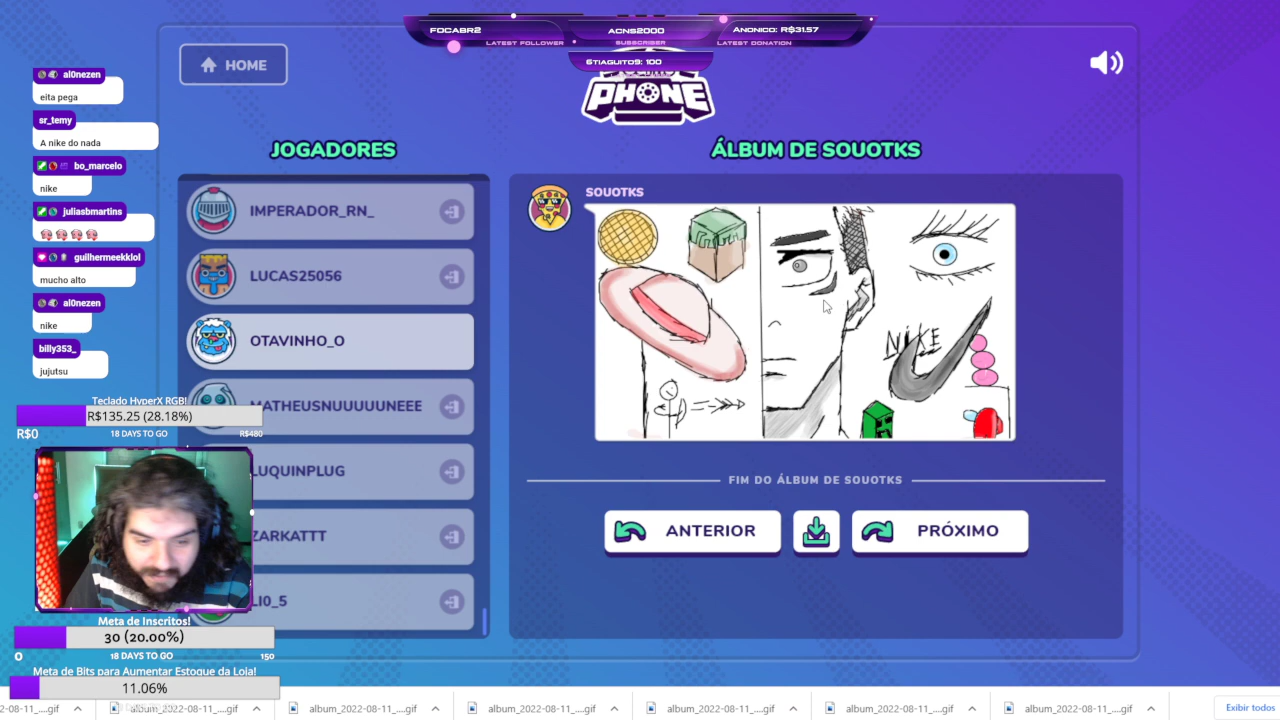 FOCABR2
LATEST FOLLOWER
ACNS2000
SUBSCRIBER
ANONICO: R$31.57
LATEST DONATION
6TIAGUITO9: 100
HOME
PHONE
al0nezen
eita pega
sr_temy
A nike do nada
bo_marcelo
nike
juliasbmartins
guilhermeekklol
mucho alto
al0nezen
nike
billy353_
jujutsu
Teclado HyperX RGB!
R$135.25 (28.18%)
R$0
18 DAYS TO GO
R$480
JOGADORES
IMPERADOR_RN_
LUCAS25056
OTAVINHO_O
MATHEUSNUUUUNEEE
LUQUINPLUG
ZARKATTT
LI0_5
ÁLBUM DE SOUOTKS
SOUOTKS
NIKE
FIM DO ÁLBUM DE SOUOTKS
ANTERIOR
PRÓXIMO
Meta de Inscritos!
30 (20.00%)
0
18 DAYS TO GO
150
Meta de Bits para Aumentar Estoque da Loja!
11.06%
2-08-11_....gif
album_2022-08-11_....gif
album_2022-08-11_....gif
album_2022-08-11_....gif
album_2022-08-11_....gif
album_2022-08-11_....gif
album_2022-08-11_....gif
Exibir todos